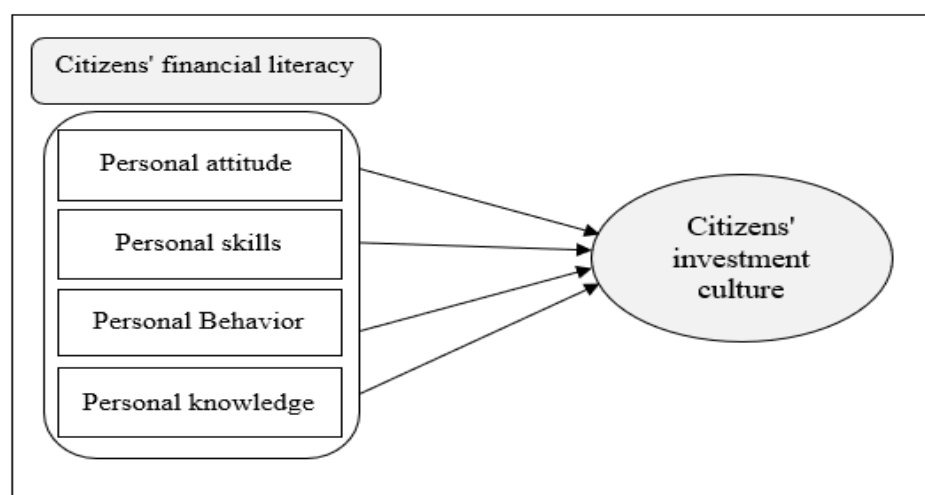 Citizens' financial literacy
Personal attitude
Personal skills
Personal Behavior
Personal knowledge
Citizens'
investment
culture